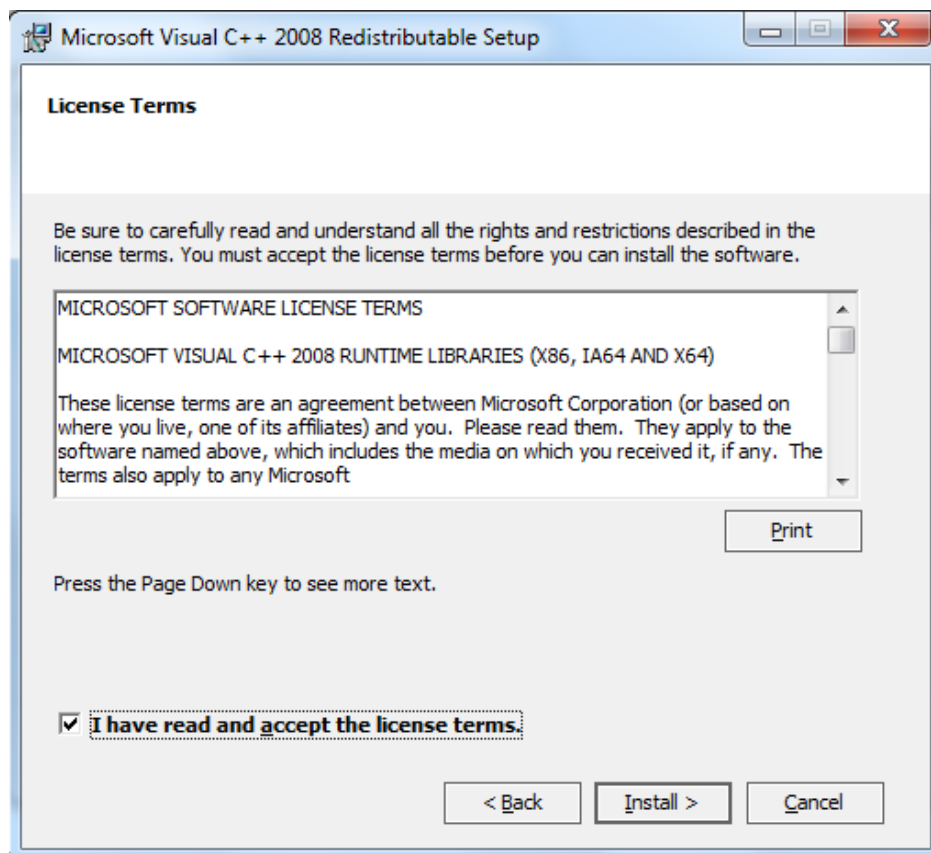 Microsoft Visual C++ 2008 Redistributable Setup
License Terms
Be sure to carefully read and understand all the rights and restrictions described in the
license terms. You must accept the license terms before you can install the software.
MICROSOFT SOFTWARE LICENSE TERMS
MICROSOFT VISUAL C++ 2008 RUNTIME LIBRARIES (X86, IA64 AND X64)
These license terms are an agreement between Microsoft Corporation (or based on
where you live, one of its affiliates) and you.  Please read them.  They apply to the
software named above, which includes the media on which you received it, if any.  The
terms also apply to any Microsoft
Print
Press the Page Down key to see more text.
I have read and accept the license terms.
< Back
Install >
Cancel